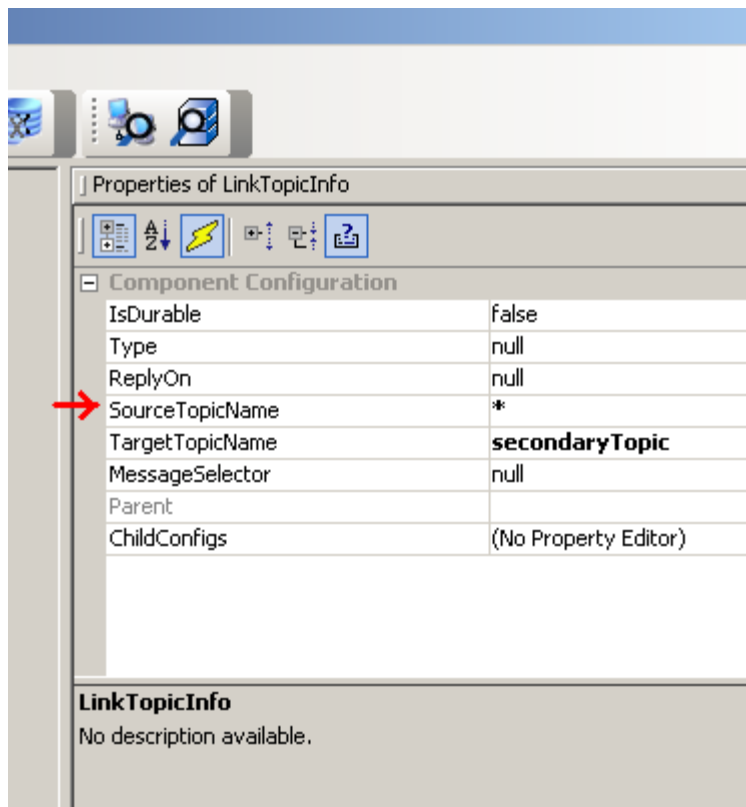 Properties of LinkTopicInfo
Component Configuration
IsDurable false
Type null
ReplyOn null
SourceTopicName *
TargetTopicName secondaryTopic
MessageSelector null
Parent
ChildConfigs (No Property Editor)
LinkTopicInfo
No description available.